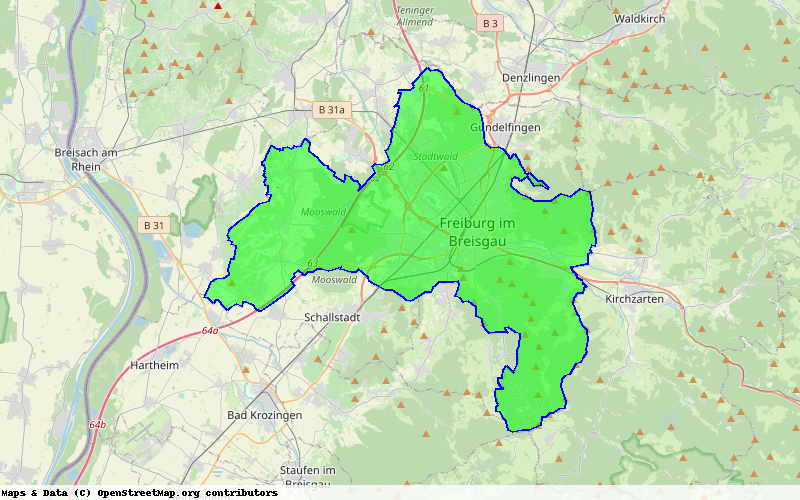 Teninger
Allmend
B 3
Waldkirch
Denzlingen
61
B 31a
Gundelfingen
Breisach am
Rhein
Stadtwald
62
Mooswald
B 31
Freiburg im
Breisgau
63
Mooswald
Kirchzarten
Schallstadt
64a
Hartheim
Bad Krozingen
64b
Staufen im
Breisgau
Maps & Data (C) OpenStreetMap.org contributors